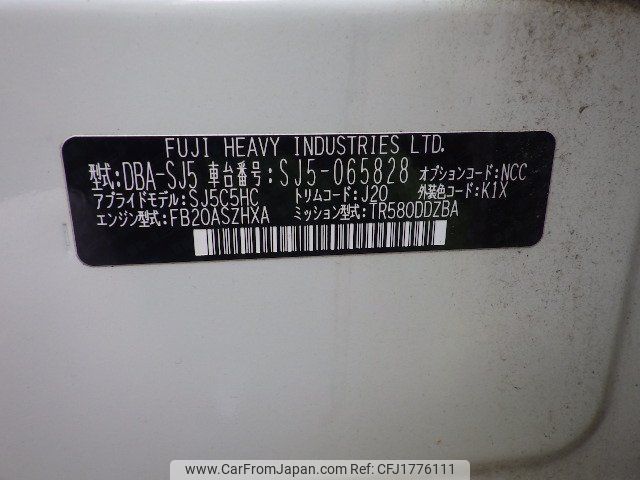 FUJI HEAVY INDUSTRIES LTD.
型式:DBA-SJ5 車台番号:SJ5-065828 オプションコード:NCC
アプライドモデル:SJ5C5HC トリムコード:J20 外装色コード:K1X
エンジン型式:FB20ASZHXA ミッション型式:TR580DDZBA
CAR FROM JAPAN www.CarFromJapan.com REF CFJ1776111